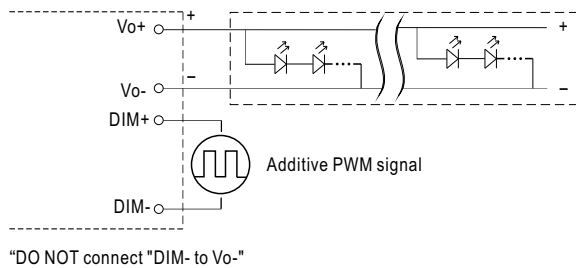 Vo+
+
+
Vo-
−
−
DIM+
Additive PWM signal
DIM-
“DO NOT connect "DIM- to Vo-"